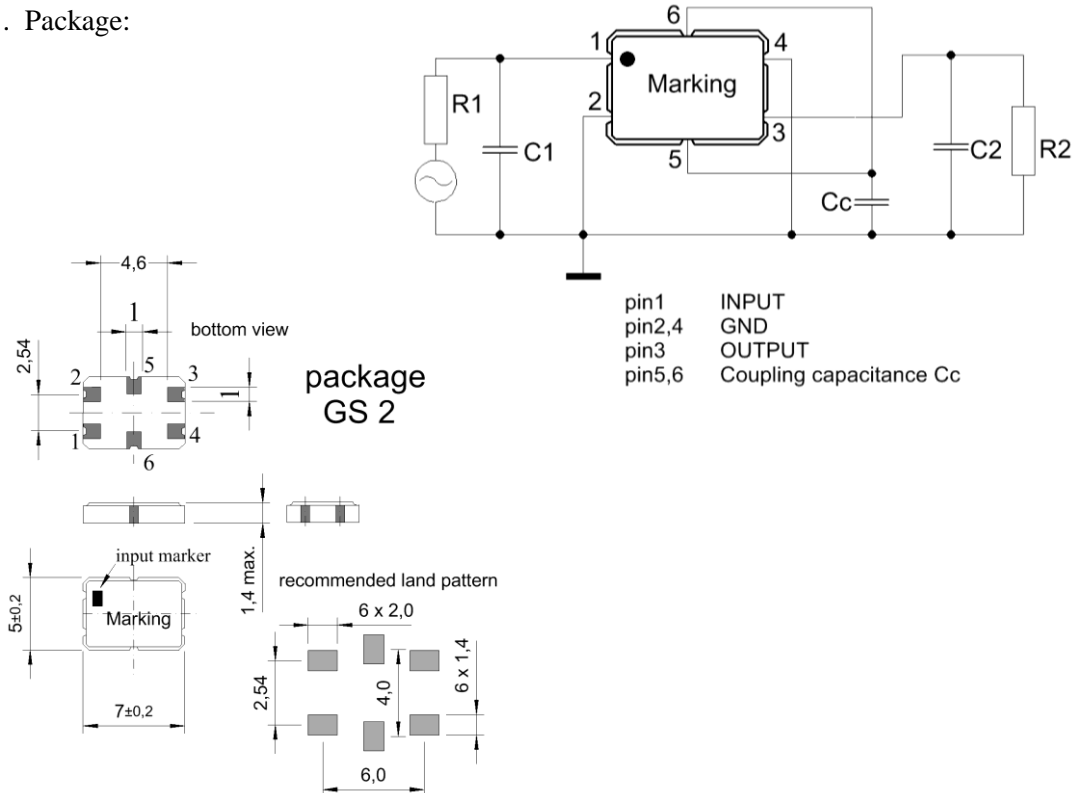 . Package:
6
1
4
Marking
2
R1
3
C1
5
C2
R2
Cc
pin1 INPUT
pin2,4 GND
pin3 OUTPUT
pin5,6 Coupling capacitance Cc
4,6
1
bottom view
2,54
2
5
3
1
1
4
6
package
GS 2
input marker
1,4 max.
5±0,2
Marking
7±0,2
recommended land pattern
6 x 2,0
2,54
4,0
6 x 1,4
6,0